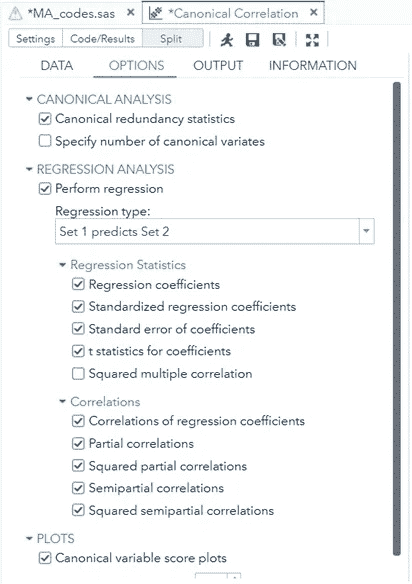 *MA_codes.sas × *Canonical Correlation ×
Settings Code/Results Split
DATA OPTIONS OUTPUT INFORMATION
CANONICAL ANALYSIS
Canonical redundancy statistics
Specify number of canonical variates
REGRESSION ANALYSIS
Perform regression
Regression type:
Set 1 predicts Set 2
Regression Statistics
Regression coefficients
Standardized regression coefficients
Standard error of coefficients
t statistics for coefficients
Squared multiple correlation
Correlations
Correlations of regression coefficients
Partial correlations
Squared partial correlations
Semipartial correlations
Squared semipartial correlations
PLOTS
Canonical variable score plots